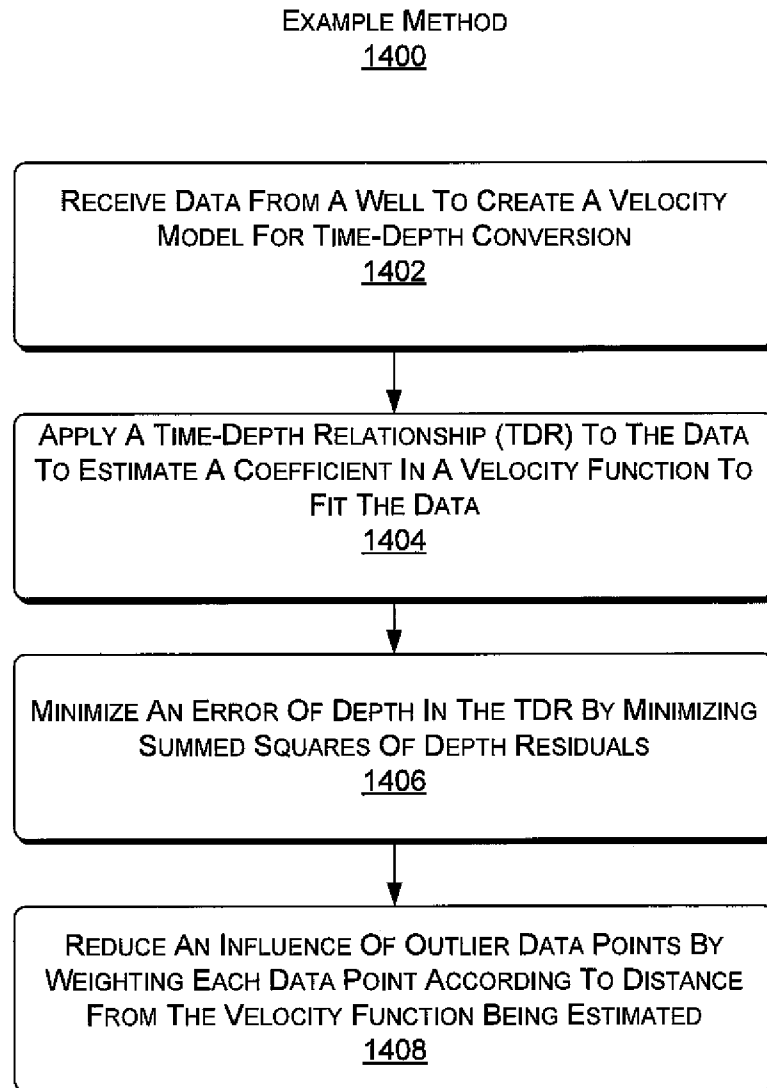 EXAMPLE METHOD
1400
RECEIVE DATA FROM A WELL TO CREATE A VELOCITY
MODEL FOR TIME-DEPTH CONVERSION
1402
APPLY A TIME-DEPTH RELATIONSHIP (TDR) TO THE DATA
TO ESTIMATE A COEFFICIENT IN A VELOCITY FUNCTION TO
FIT THE DATA
1404
MINIMIZE AN ERROR OF DEPTH IN THE TDR BY MINIMIZING
SUMMED SQUARES OF DEPTH RESIDUALS
1406
REDUCE AN INFLUENCE OF OUTLIER DATA POINTS BY
WEIGHTING EACH DATA POINT ACCORDING TO DISTANCE
FROM THE VELOCITY FUNCTION BEING ESTIMATED
1408